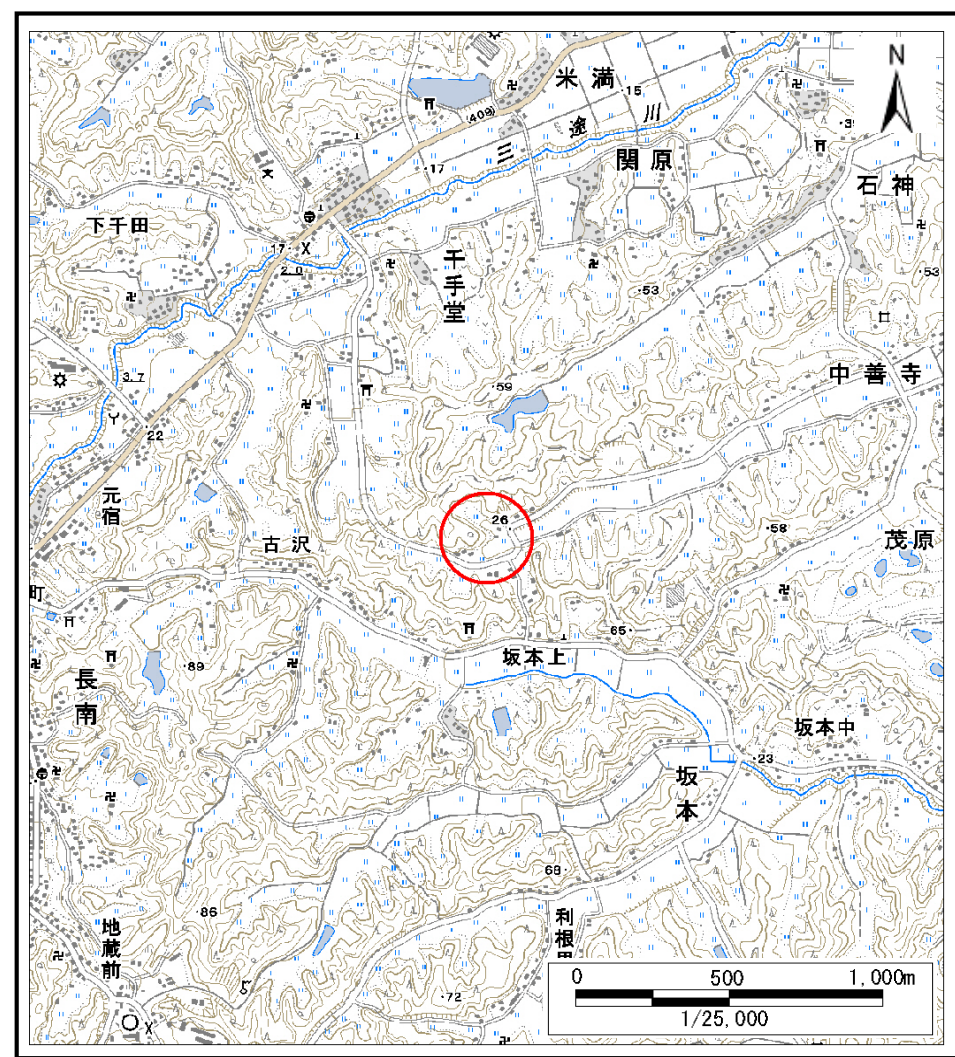 N
米満
15
(409)
三途川
関原
17
石神
下千田
17
2.0
千手堂
53
53
中善寺
59
3.7
22
元宿
26
58
古沢
茂原
町
65
坂本上
89
長南
坂本中
23
坂本
68
86
地蔵前
利根里
72
0 500 1,000m
1/25,000